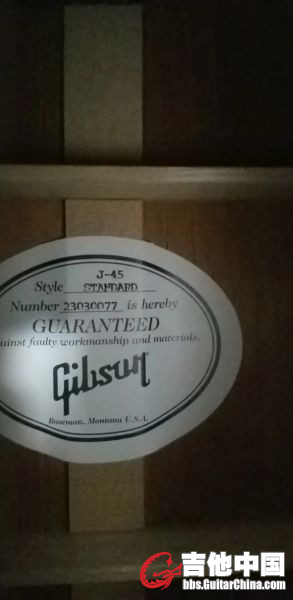 J-45
Style STANDARD
Number 23030077 is hereby
GUARANTEED
ainst faulty workmanship and materials.
Gibson
Bozeman, Montana U.S.A.
吉他中国
bbs.GuitarChina.com